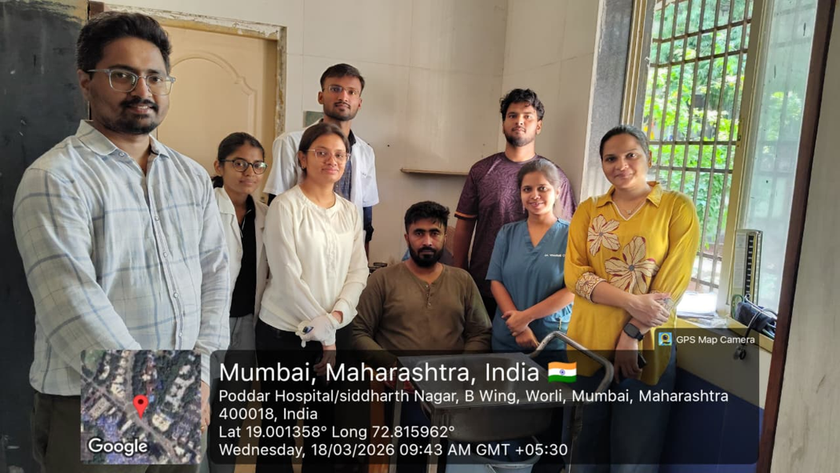 GPS Map Camera
Mumbai, Maharashtra, India 🇮🇳
Poddar Hospital/siddharth Nagar, B Wing, Worli, Mumbai, Maharashtra
400018, India
Lat 19.001358° Long 72.815962°
Wednesday, 18/03/2026 09:43 AM GMT +05:30
Google